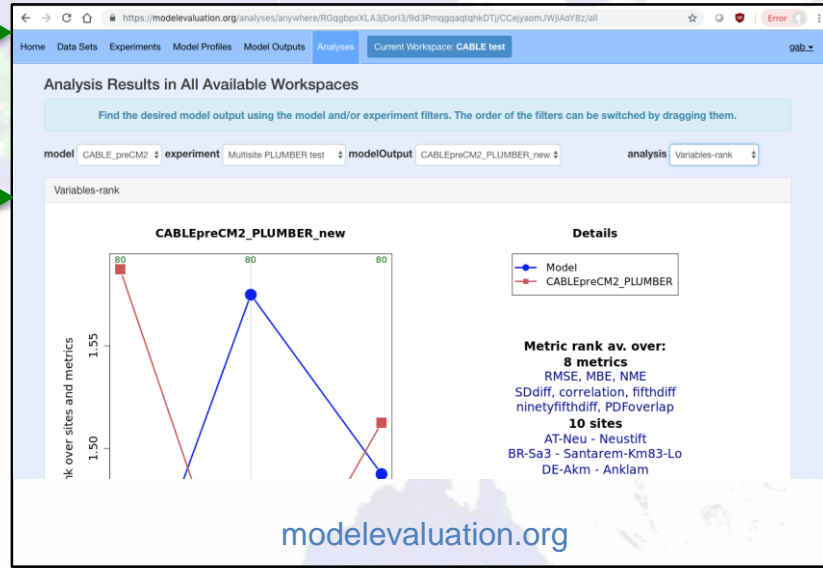 https://modelevaluation.org/analyses/anywhere/RGqgbpxXLA3jDori3/9d3PmqgqaqtqhkDTj/CCejyaomJWjiAoY8z/all
Error
Home Data Sets Experiments Model Profiles Model Outputs Analyses Current Workspace: CABLE test gab
Analysis Results in All Available Workspaces
Find the desired model output using the model and/or experiment filters. The order of the filters can be switched by dragging them.
model CABLE_preCM2 experiment Multisite PLUMBER test modelOutput CABLEpreCM2_PLUMBER_new analysis Variables-rank
Variables-rank
CABLEpreCM2_PLUMBER_new
80 80 80
1.55
1.50
over sites and metrics
Details
Model
CABLEpreCM2_PLUMBER
Metric rank av. over:
8 metrics
RMSE, MBE, NME
SDdiff, correlation, fifthdiff
ninetyfifthdiff, PDFoverlap
10 sites
AT-Neu - Neustift
BR-Sa3 - Santarem-Km83-Lo
DE-Akm - Anklam
modelevaluation.org